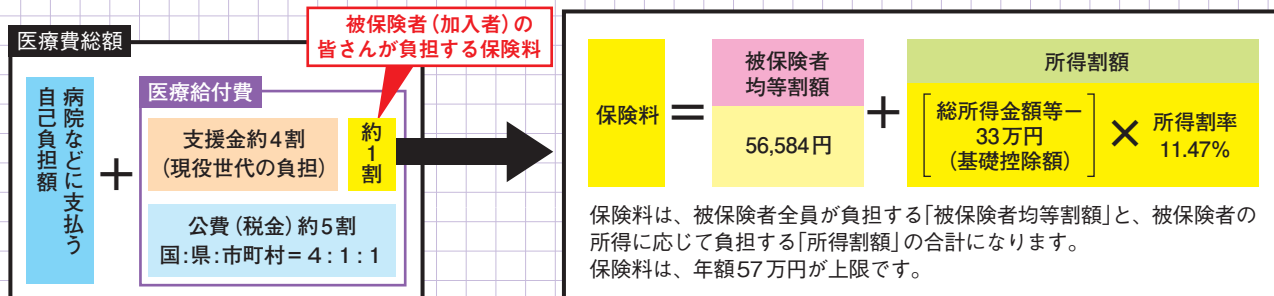 被保険者(加入者)の
皆さんが負担する保険料
医療費総額
病院などに支払う
自己負担額
+
医療給付費
支援金約4割
(現役世代の負担)
約1割
公費(税金)約5割
国:県:市町村=4:1:1
保険料
=
被保険者
均等割額
56,584円
+
所得割額
総所得金額等−
33万円
(基礎控除額)
×
所得割率
11.47%
保険料は、被保険者全員が負担する「被保険者均等割額」と、被保険者の
所得に応じて負担する「所得割額」の合計になります。
保険料は、年額57万円が上限です。